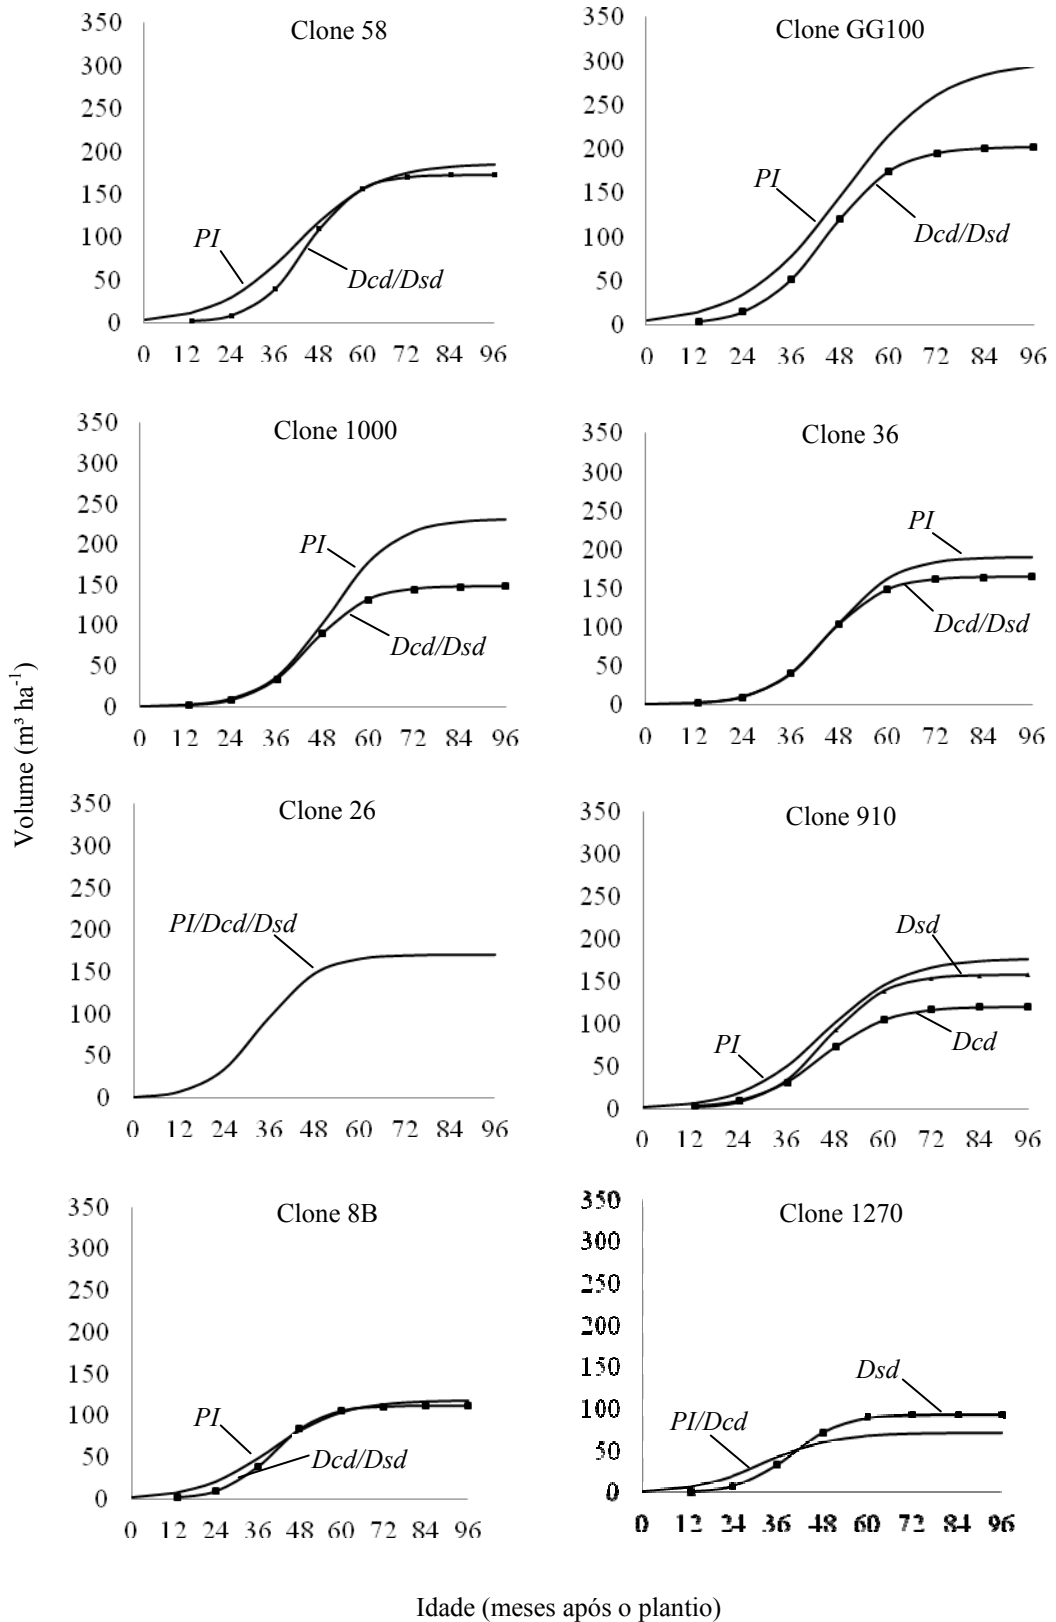 Clone 58
350
300
250
200
150
100
50
0
PI
Dcd/Dsd
0 12 24 36 48 60 72 84 96
Clone GG100
350
300
250
200
150
100
50
0
PI
Dcd/Dsd
0 12 24 36 48 60 72 84 96
Clone 1000
350
300
250
200
150
100
50
0
PI
Dcd/Dsd
0 12 24 36 48 60 72 84 96
Clone 36
350
300
250
200
150
100
50
0
PI
Dcd/Dsd
0 12 24 36 48 60 72 84 96
Volume (m³ ha⁻¹)
Clone 26
350
300
250
200
150
100
50
0
PI/Dcd/Dsd
0 12 24 36 48 60 72 84 96
Clone 910
350
300
250
200
150
100
50
0
Dsd
PI
Dcd
0 12 24 36 48 60 72 84 96
Clone 8B
350
300
250
200
150
100
50
0
PI
Dcd/Dsd
0 12 24 36 48 60 72 84 96
Clone 1270
350
300
250
200
150
100
50
0
Dsd
PI/Dcd
0 12 24 36 48 60 72 84 96
Idade (meses após o plantio)